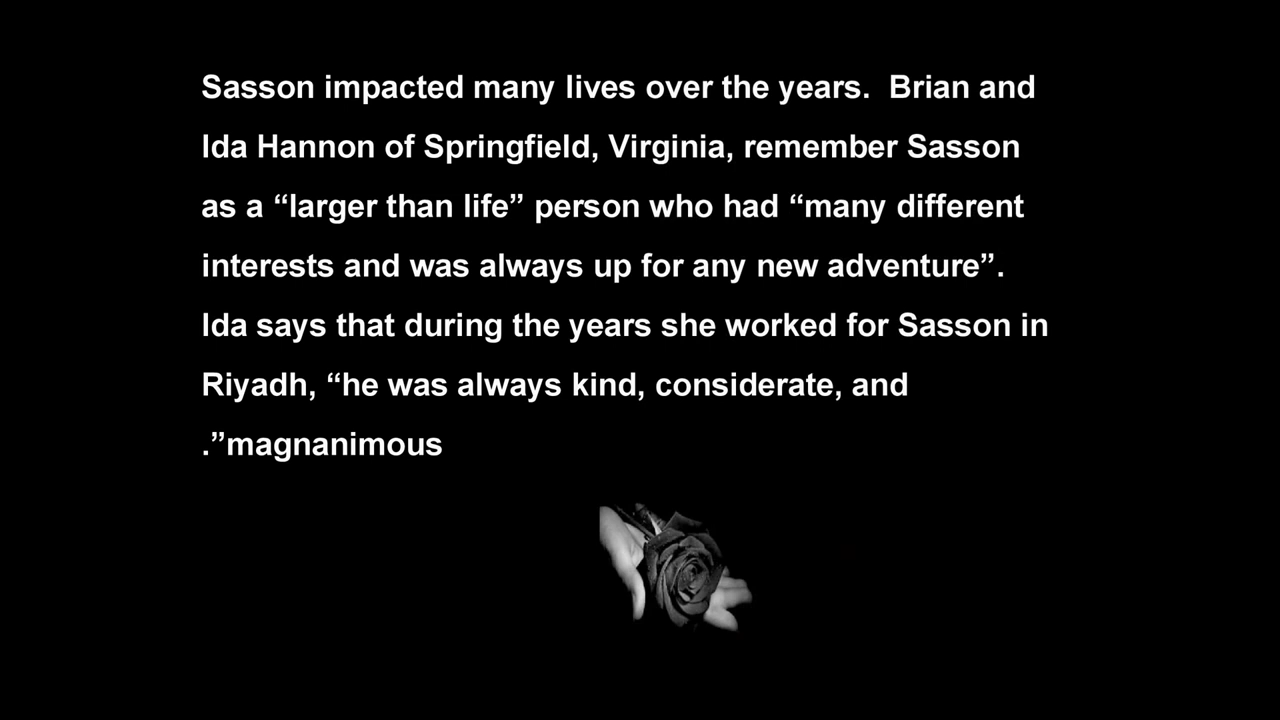 Sasson impacted many lives over the years.  Brian and
Ida Hannon of Springfield, Virginia, remember Sasson
as a “larger than life” person who had “many different
interests and was always up for any new adventure”.
Ida says that during the years she worked for Sasson in
Riyadh, “he was always kind, considerate, and
.”magnanimous